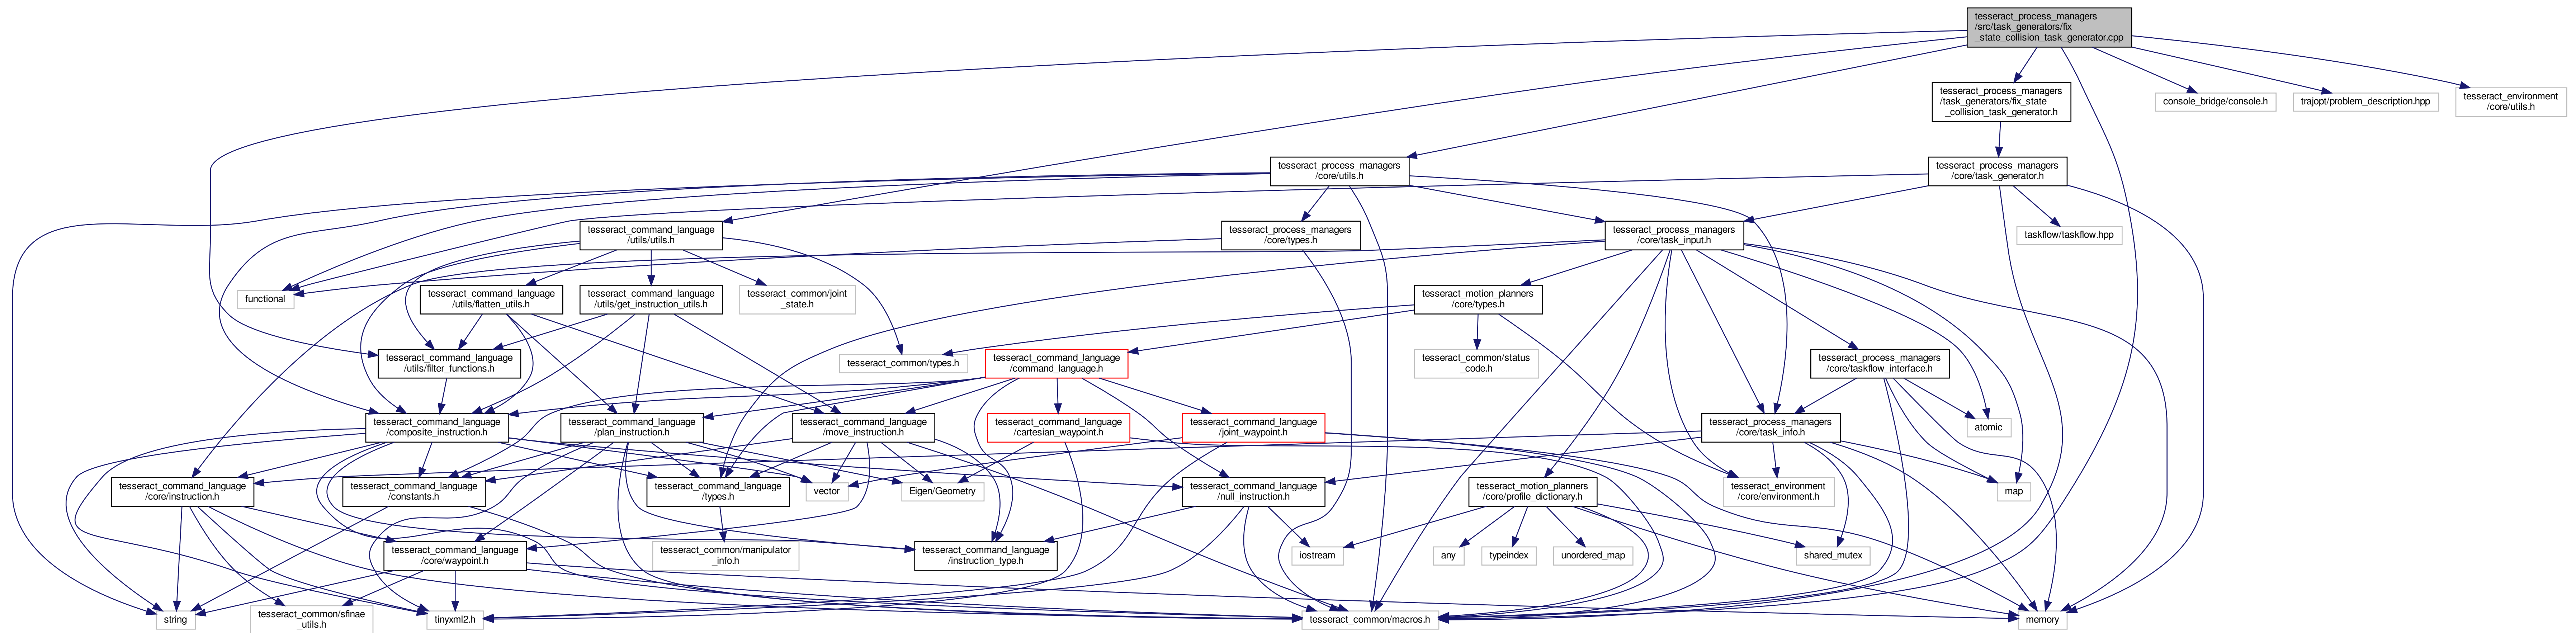 tesseract_process_managers
/src/task_generators/fix
_state_collision_task_generator.cpp
tesseract_process_managers
/task_generators/fix_state
_collision_task_generator.h
console_bridge/console.h
trajopt/problem_description.hpp
tesseract_environment
/core/utils.h
tesseract_process_managers
/core/utils.h
tesseract_process_managers
/core/task_generator.h
tesseract_command_language
/utils/utils.h
tesseract_process_managers
/core/types.h
tesseract_process_managers
/core/task_input.h
taskflow/taskflow.hpp
functional
tesseract_command_language
/utils/flatten_utils.h
tesseract_command_language
/utils/get_instruction_utils.h
tesseract_common/joint
_state.h
tesseract_motion_planners
/core/types.h
tesseract_command_language
/utils/filter_functions.h
tesseract_common/types.h
tesseract_command_language
/command_language.h
tesseract_common/status
_code.h
tesseract_process_managers
/core/taskflow_interface.h
tesseract_command_language
/composite_instruction.h
tesseract_command_language
/plan_instruction.h
tesseract_command_language
/move_instruction.h
tesseract_command_language
/cartesian_waypoint.h
tesseract_command_language
/joint_waypoint.h
tesseract_process_managers
/core/task_info.h
atomic
tesseract_command_language
/core/instruction.h
tesseract_command_language
/constants.h
tesseract_command_language
/types.h
vector
Eigen/Geometry
tesseract_command_language
/null_instruction.h
tesseract_motion_planners
/core/profile_dictionary.h
tesseract_environment
/core/environment.h
map
tesseract_command_language
/core/waypoint.h
tesseract_common/manipulator
_info.h
tesseract_command_language
/instruction_type.h
iostream
any
typeindex
unordered_map
shared_mutex
string
tesseract_common/sfinae
_utils.h
tinyxml2.h
tesseract_common/macros.h
memory